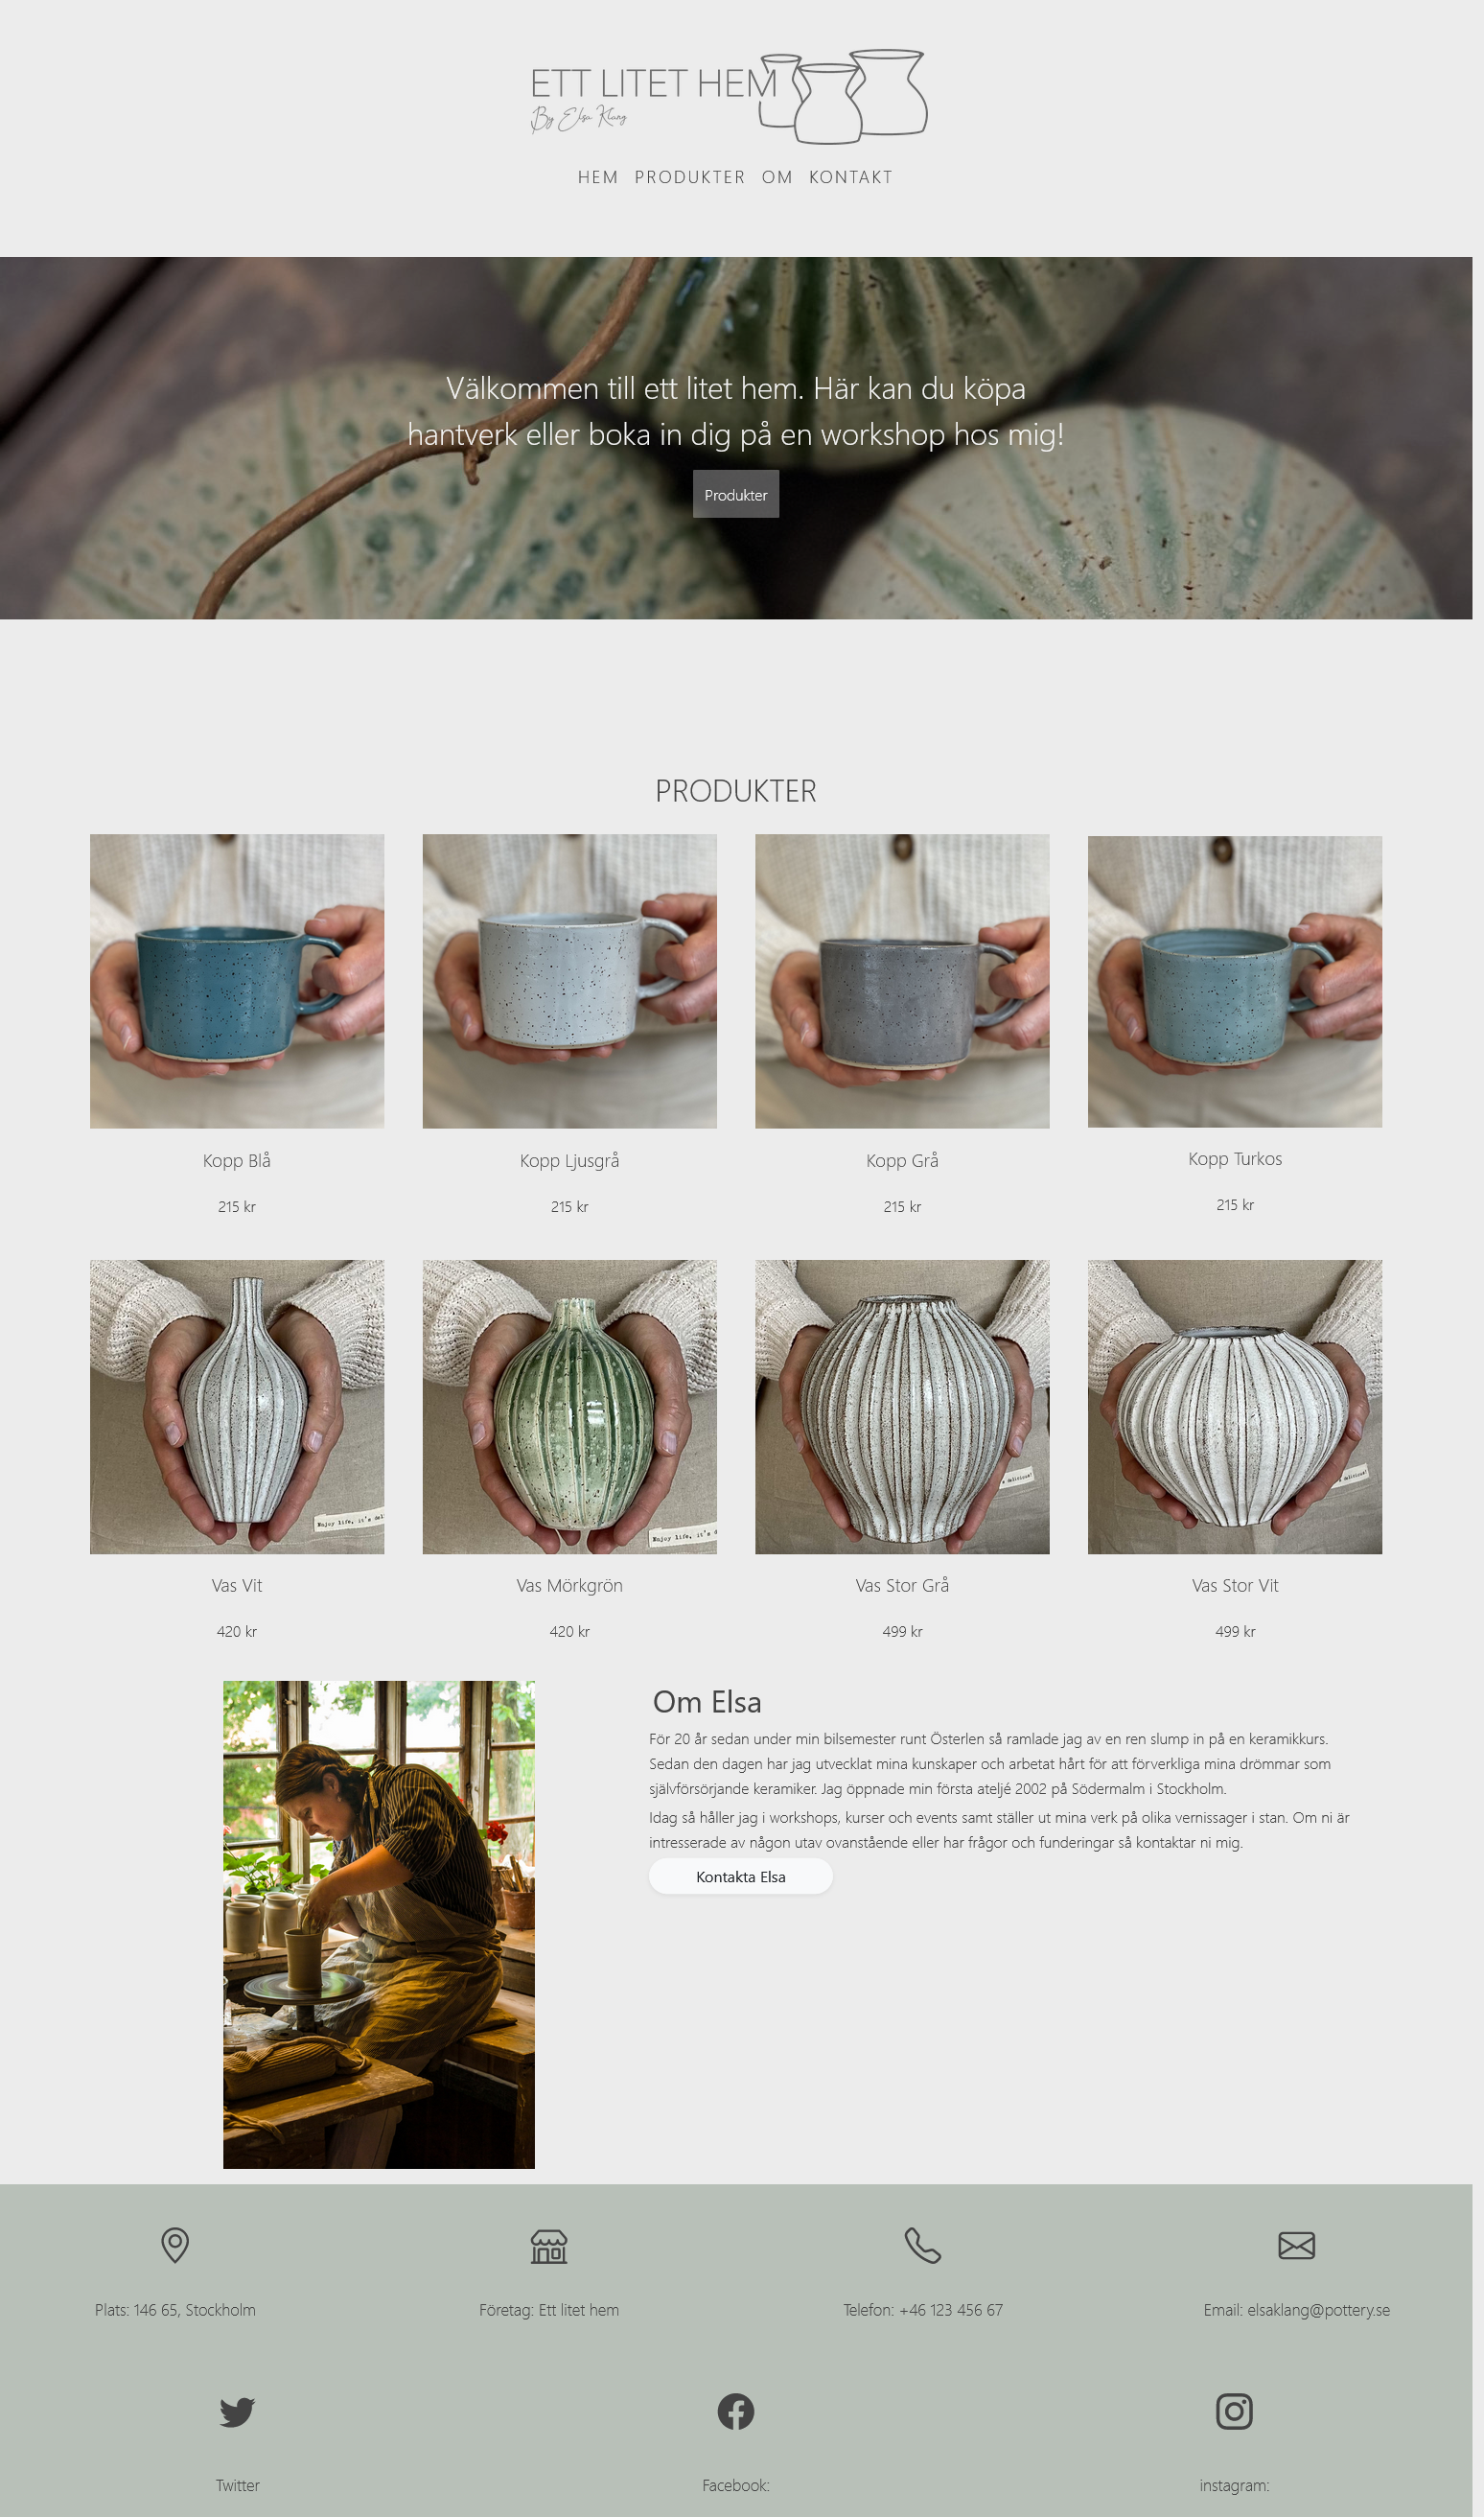 ETT LITET HEM
By Elsa Klang
HEM PRODUKTER OM KONTAKT
Välkommen till ett litet hem. Här kan du köpa
hantverk eller boka in dig på en workshop hos mig!
Produkter
PRODUKTER
Kopp Blå
Kopp Ljusgrå
Kopp Grå
Kopp Turkos
215 kr
215 kr
215 kr
215 kr
Enjoy life, it's del
Enjoy life, it's d
delicious!
delicious!
Vas Vit
Vas Mörkgrön
Vas Stor Grå
Vas Stor Vit
420 kr
420 kr
499 kr
499 kr
Om Elsa
För 20 år sedan under min bilsemester runt Österlen så ramlade jag av en ren slump in på en keramikkurs.
Sedan den dagen har jag utvecklat mina kunskaper och arbetat hårt för att förverkliga mina drömmar som
självförsörjande keramiker. Jag öppnade min första ateljé 2002 på Södermalm i Stockholm.
Idag så håller jag i workshops, kurser och events samt ställer ut mina verk på olika vernissager i stan. Om ni är
intresserade av någon utav ovanstående eller har frågor och funderingar så kontaktar ni mig.
Kontakta Elsa
Plats: 146 65, Stockholm
Företag: Ett litet hem
Telefon: +46 123 456 67
Email: elsaklang@pottery.se
Twitter
Facebook:
instagram: